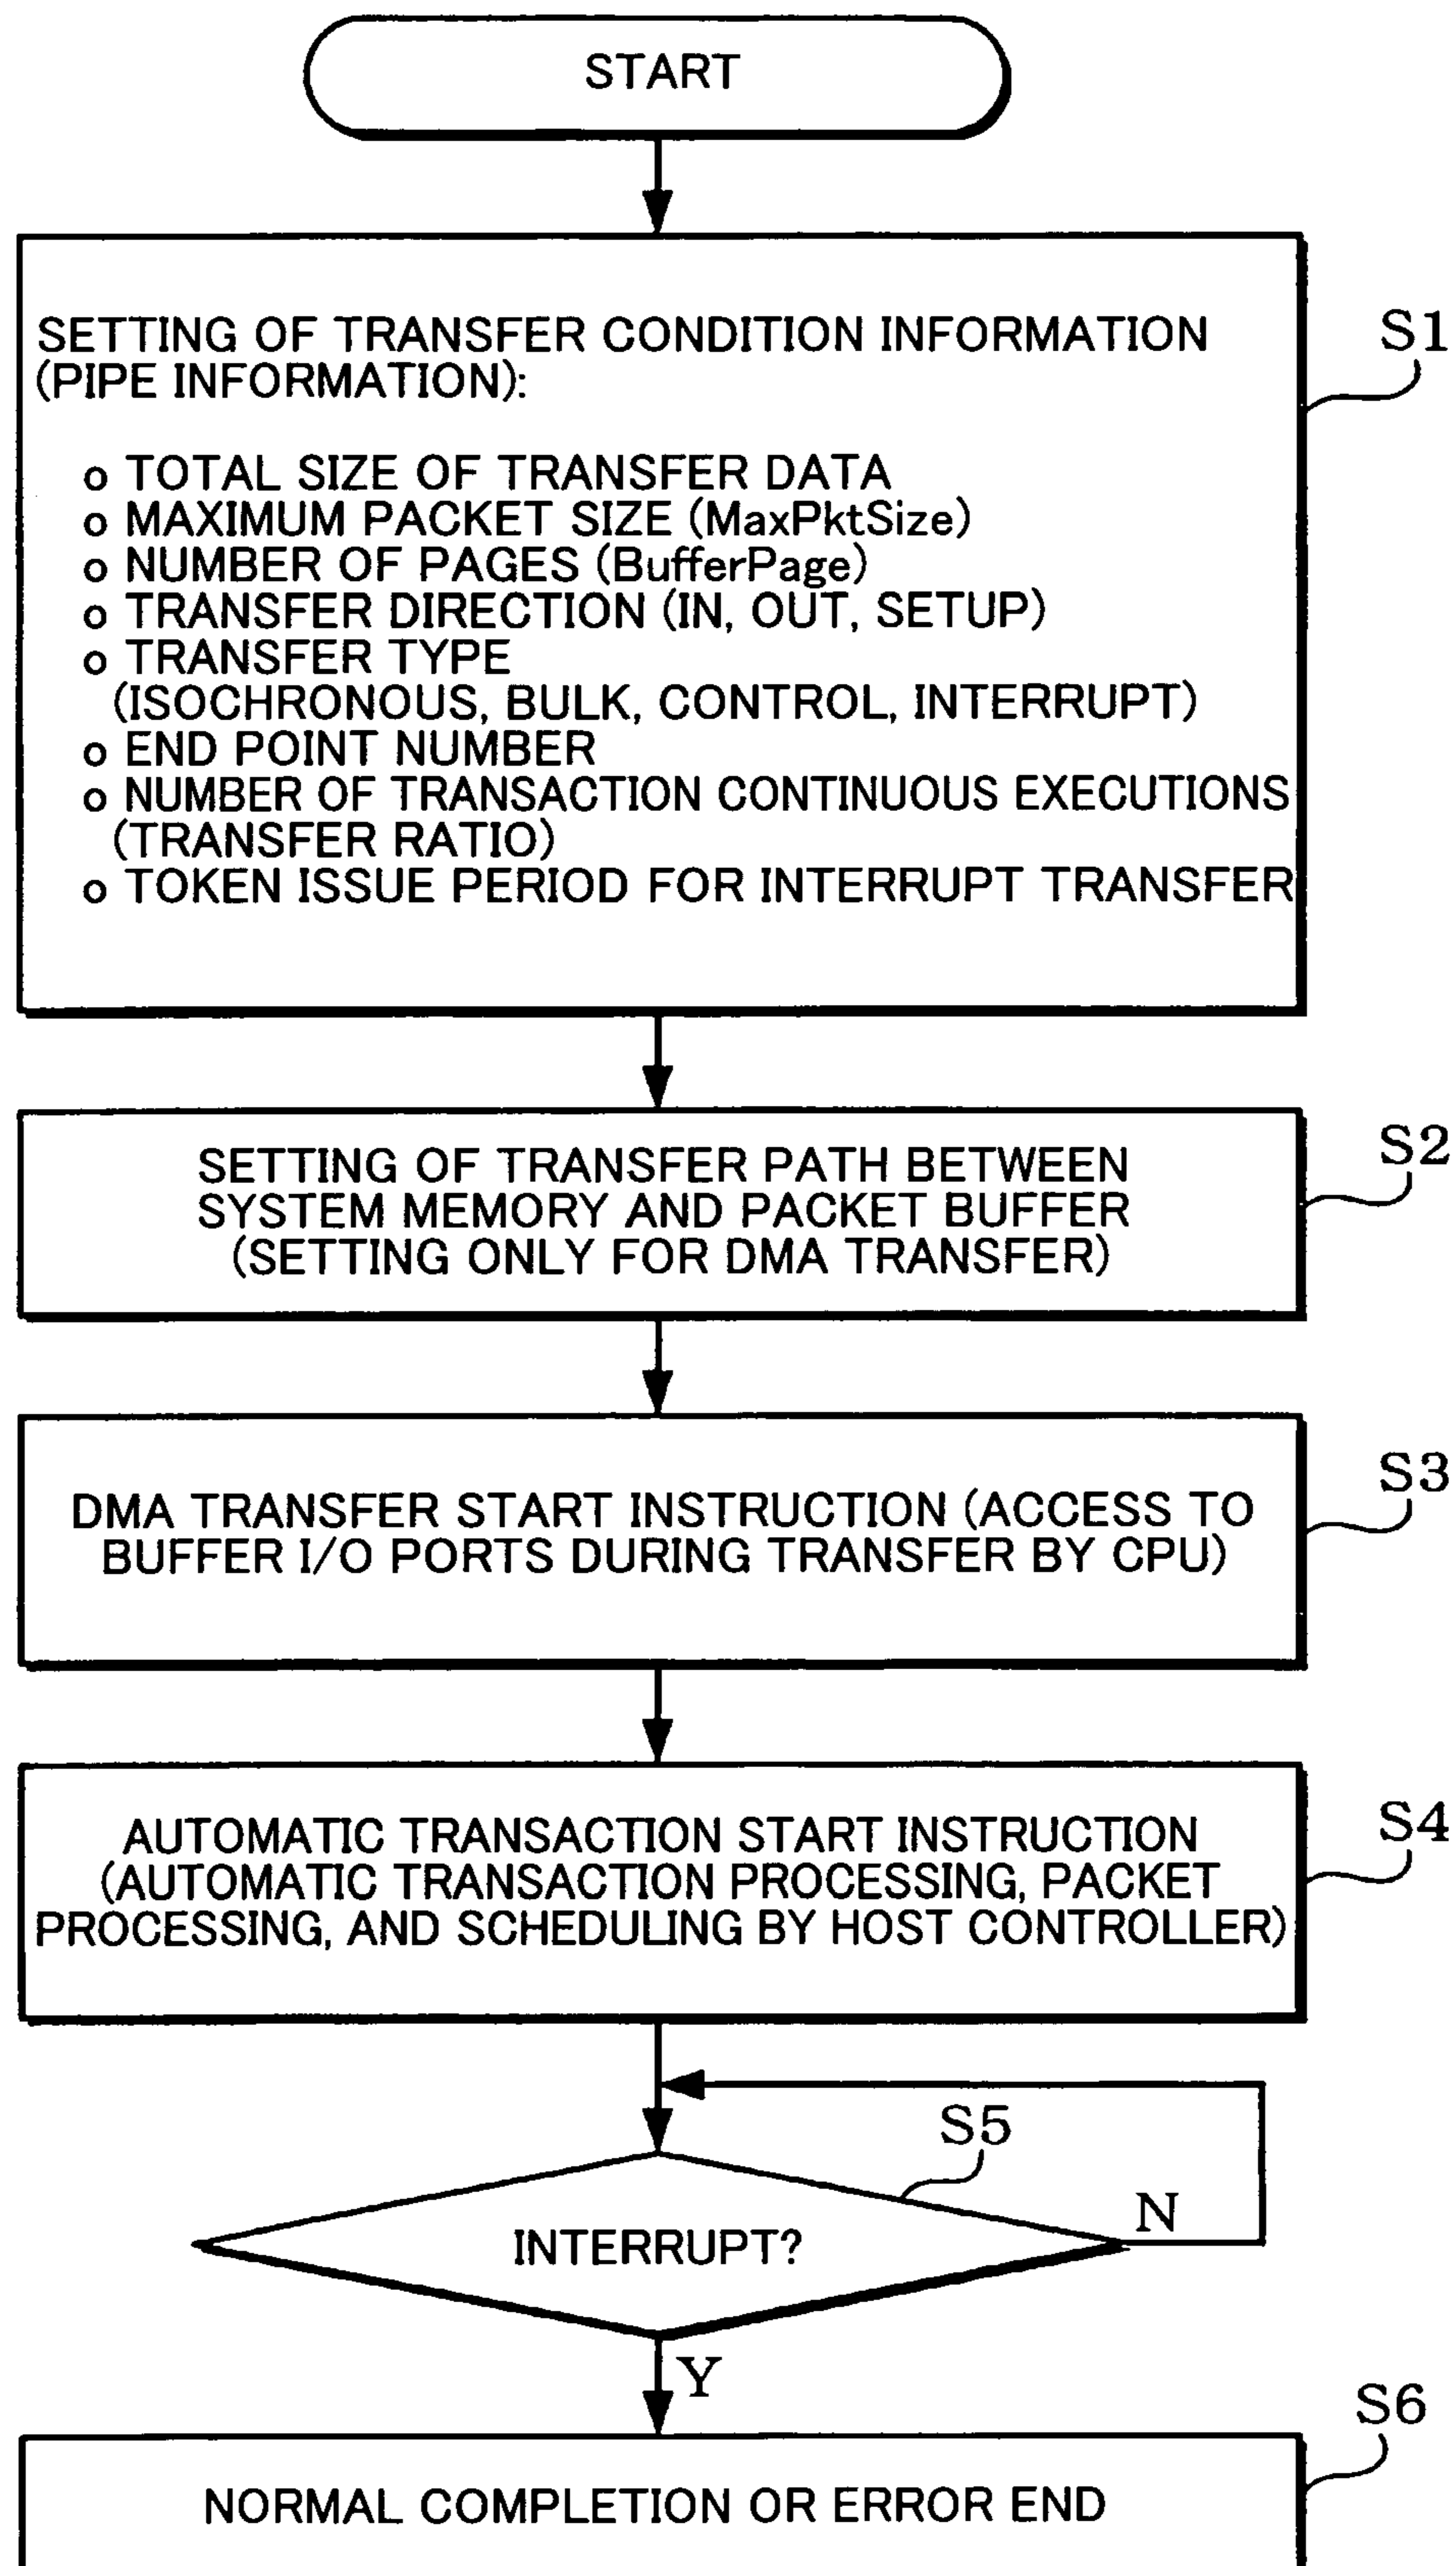 START
SETTING OF TRANSFER CONDITION INFORMATION
(PIPE INFORMATION):
S1
o TOTAL SIZE OF TRANSFER DATA
o MAXIMUM PACKET SIZE (MaxPktSize)
o NUMBER OF PAGES (BufferPage)
o TRANSFER DIRECTION (IN, OUT, SETUP)
o TRANSFER TYPE
(ISOCHRONOUS, BULK, CONTROL, INTERRUPT)
o END POINT NUMBER
o NUMBER OF TRANSACTION CONTINUOUS EXECUTIONS
(TRANSFER RATIO)
o TOKEN ISSUE PERIOD FOR INTERRUPT TRANSFER
SETTING OF TRANSFER PATH BETWEEN
SYSTEM MEMORY AND PACKET BUFFER
(SETTING ONLY FOR DMA TRANSFER)
S2
DMA TRANSFER START INSTRUCTION (ACCESS TO
BUFFER I/O PORTS DURING TRANSFER BY CPU)
S3
AUTOMATIC TRANSACTION START INSTRUCTION
(AUTOMATIC TRANSACTION PROCESSING, PACKET
PROCESSING, AND SCHEDULING BY HOST CONTROLLER)
S4
S5
INTERRUPT?
N
Y
S6
NORMAL COMPLETION OR ERROR END